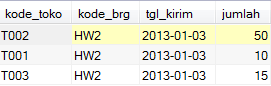 kode_toko kode_brg tgl_kirim jumlah
T002 HW2 2013-01-03 50
T001 HW2 2013-01-03 10
T003 HW2 2013-01-03 15